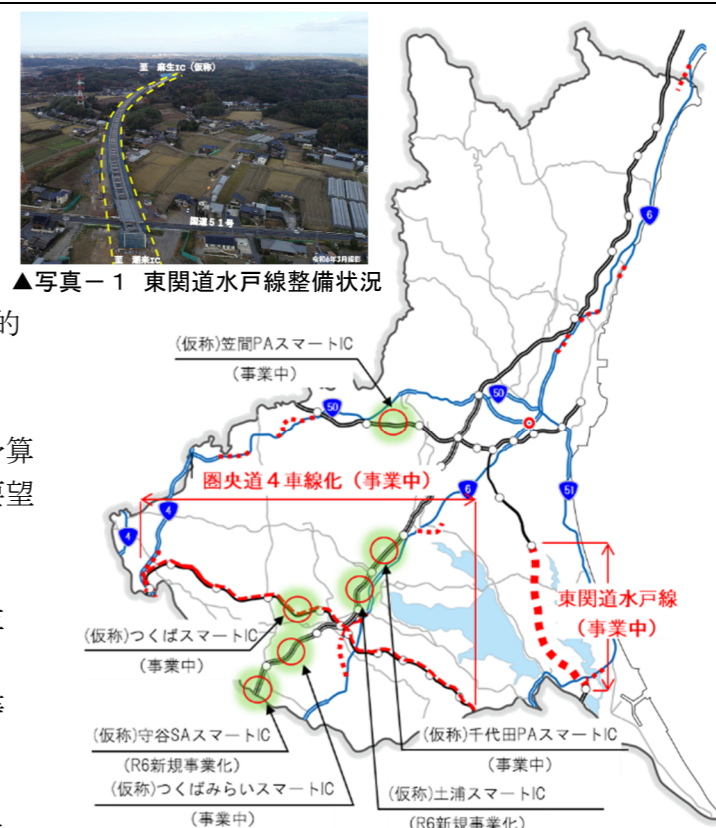 至 麻生IC(仮称)
国道51号
至 潮来IC
令和6年3月撮影
▲写真-1 東関道水戸線整備状況
的
算
望
(仮称)笠間PAスマートIC
(事業中)
6
50
50
圏央道4車線化(事業中)
6
51
4
4
東関道水戸線
(事業中)
(仮称)つくばスマートIC
(事業中)
(仮称)守谷SAスマートIC
(R6新規事業化)
(仮称)つくばみらいスマートIC
(事業中)
(仮称)千代田PAスマートIC
(事業中)
(仮称)土浦スマートIC
(R6新規事業化)